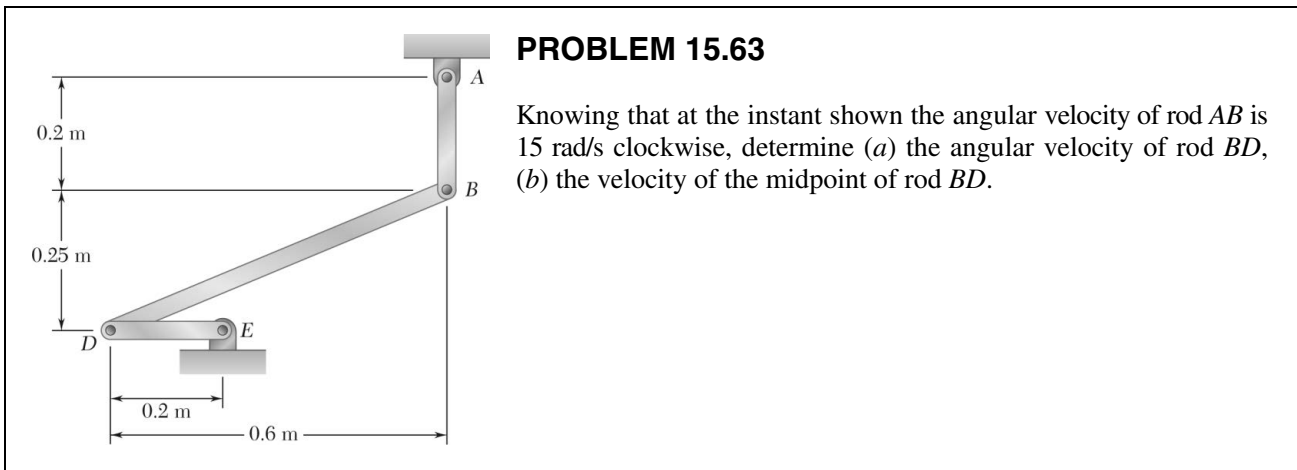 PROBLEM 15.63
Knowing that at the instant shown the angular velocity of rod AB is
15 rad/s clockwise, determine (a) the angular velocity of rod BD,
(b) the velocity of the midpoint of rod BD.
A
0.2 m
B
0.25 m
E
D
0.2 m
0.6 m